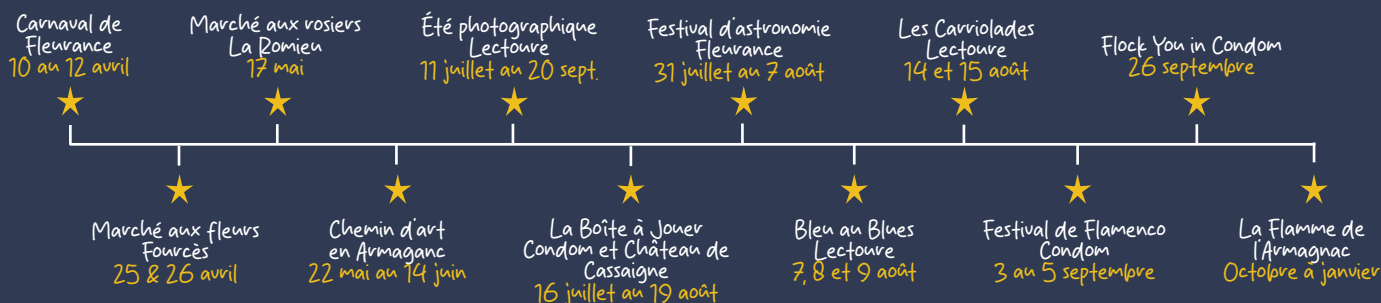 Carnaval de
Fleurance
10 au 12 avril
Marché aux rosiers
La Romieu
17 mai
Été photographique
Lectoure
11 juillet au 20 sept.
Festival d'astronomie
Fleurance
31 juillet au 7 août
Les Carriolades
Lectoure
14 et 15 août
Flock You in Condom
26 septembre
Marché aux fleurs
Fourcès
25 & 26 avril
Chemin d'art
en Armaganc
22 mai au 14 juin
La Boîte à Jouer
Condom et Château de
Cassaigne
16 juillet au 19 août
Bleu au Blues
Lectoure
7, 8 et 9 août
Festival de Flamenco
Condom
3 au 5 septembre
La Flamme de
l'Armagnac
Octobre à janvier